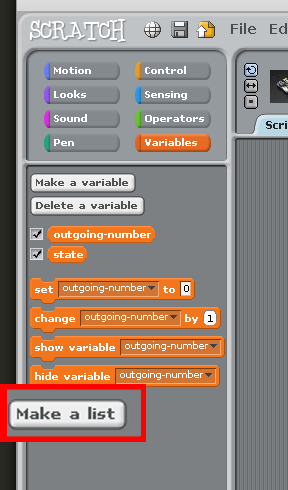 SCRATCH File Ed
Motion Control
Looks Sensing
Sound Operators
Pen Variables
Scri
Make a variable
Delete a variable
outgoing-number
state
set outgoing-number to 0
change outgoing-number by 1
show variable outgoing-number
hide variable outgoing-number
Make a list